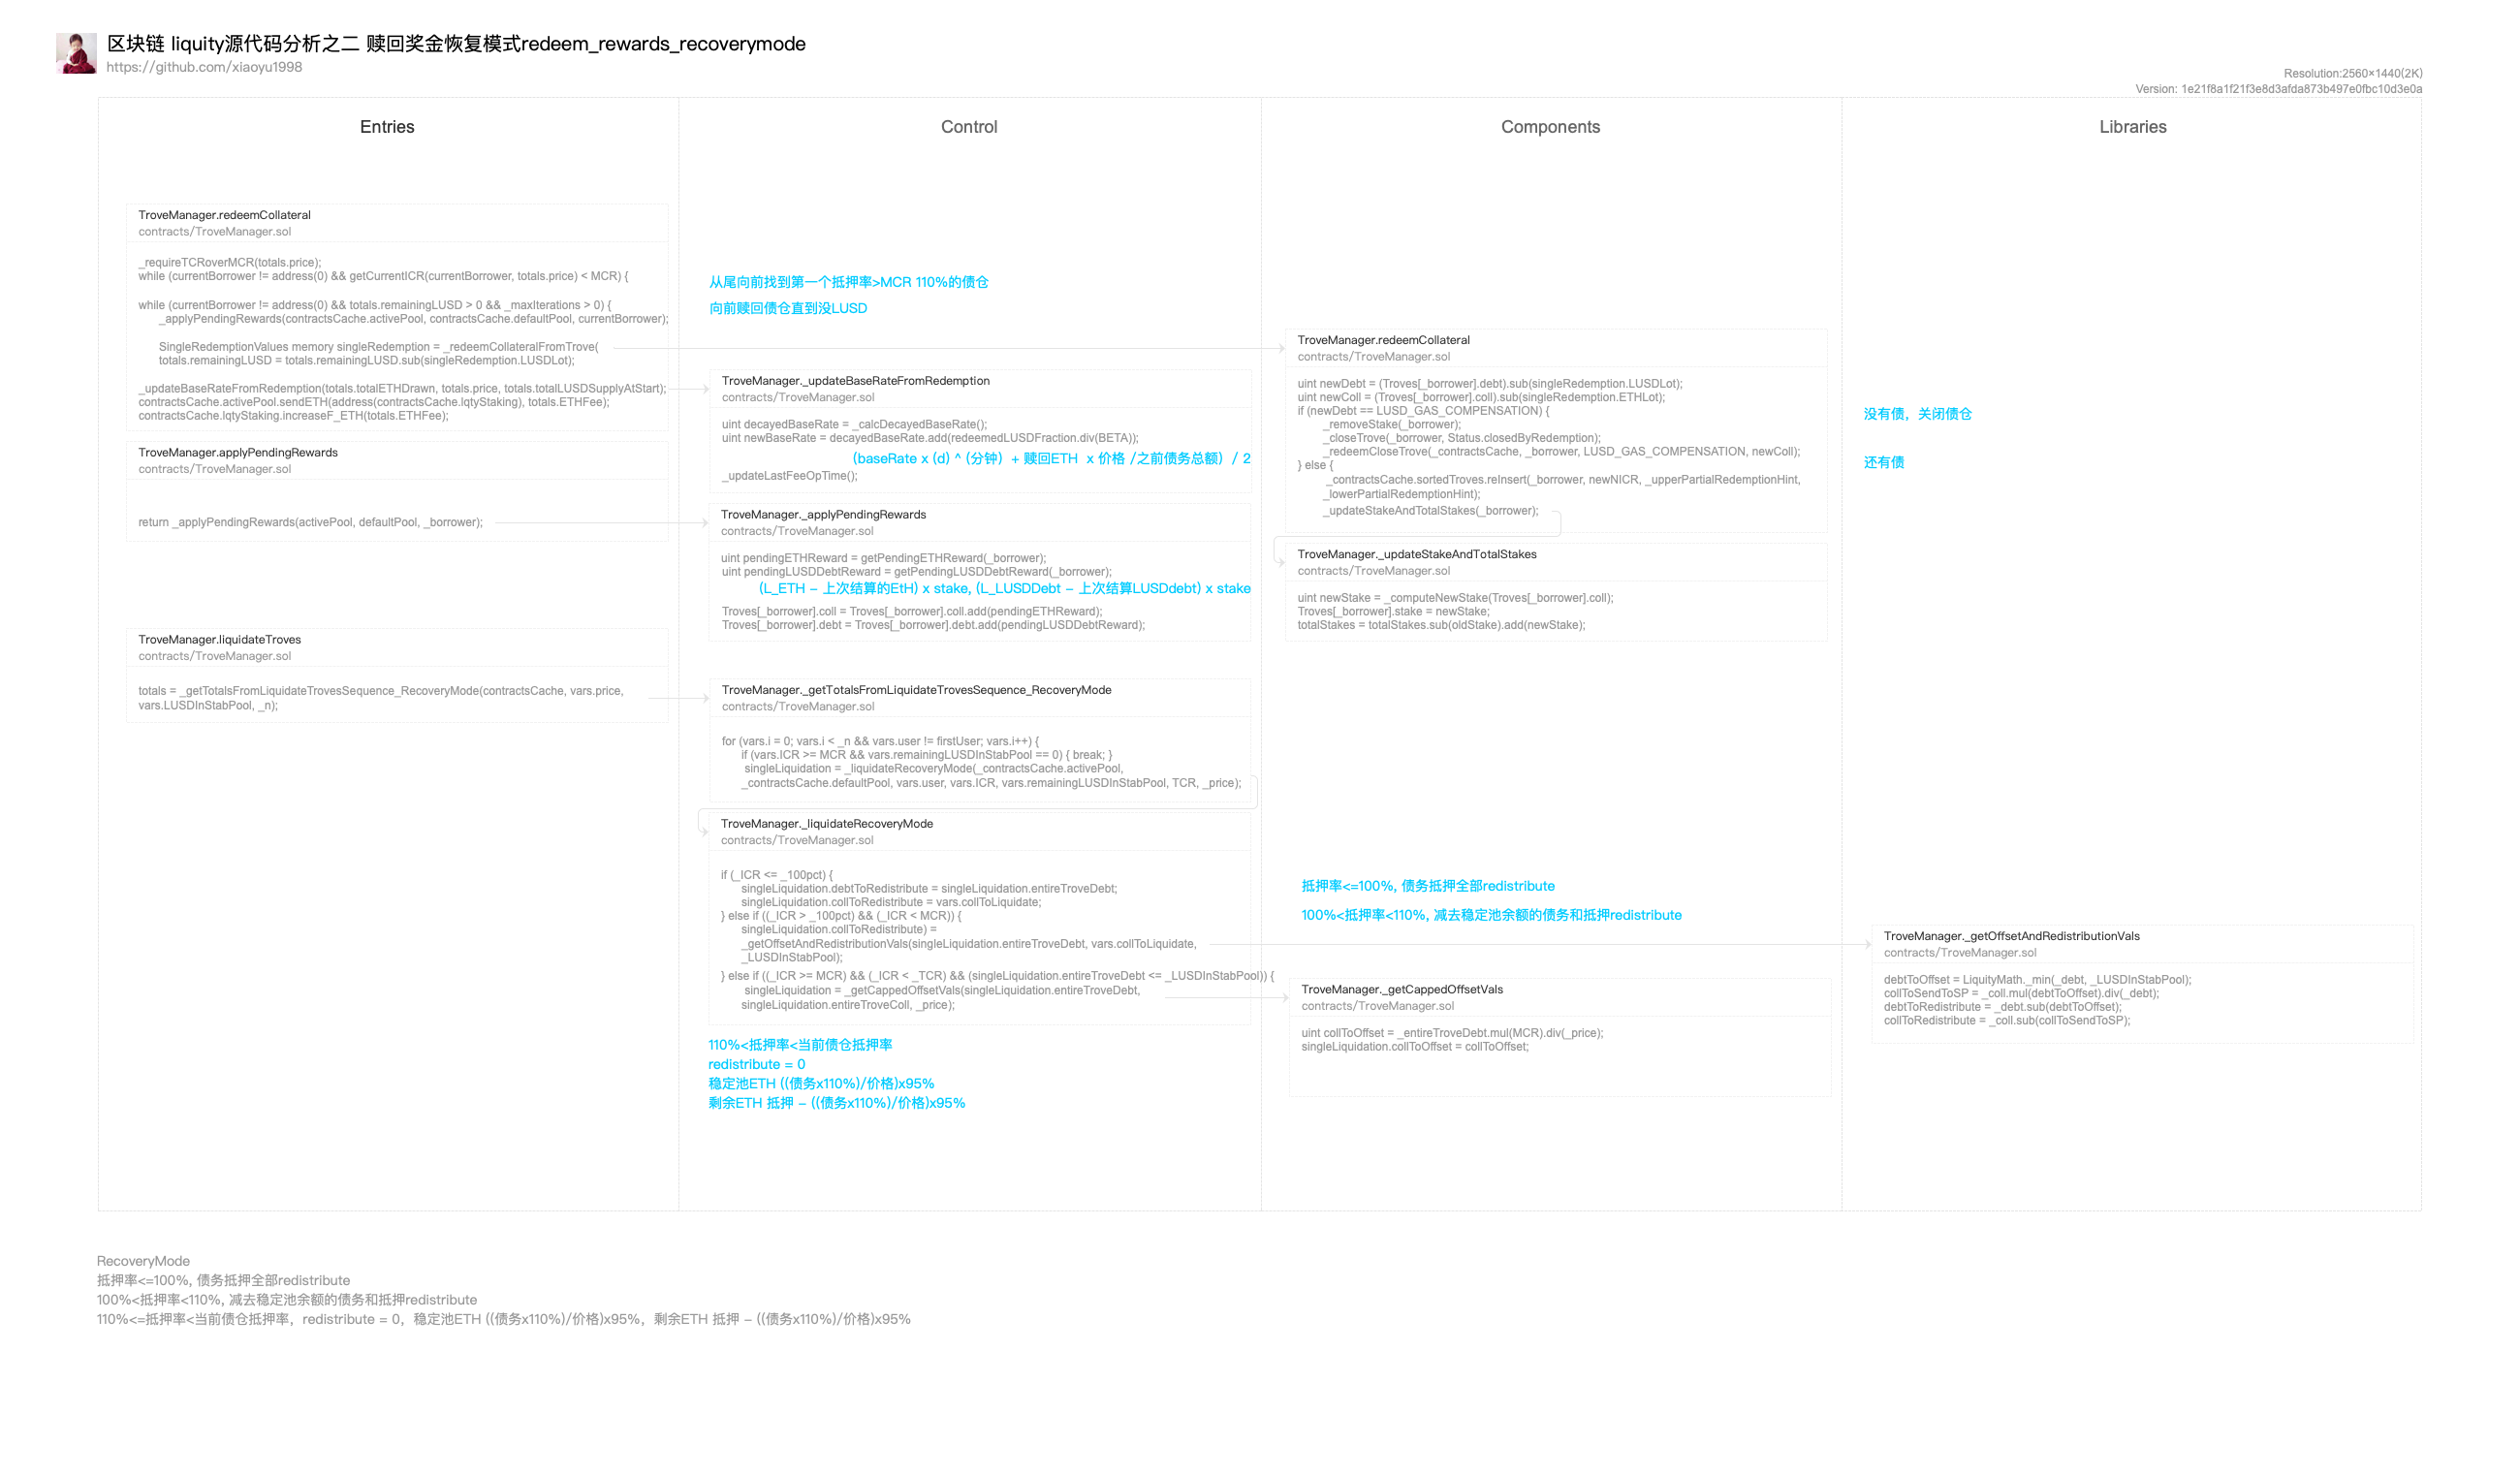 区块链 liquity源代码分析之二 赎回奖金恢复模式redeem_rewards_recoverymode
https://github.com/xiaoyu1998
Resolution:2560×1440(2K)
Version: 1e21f8a1f21f3e8d3afda873b497e0fbc10d3e0a
Entries
Control
Components
Libraries
TroveManager.redeemCollateral
contracts/TroveManager.sol
_requireTCRoverMCR(totals.price);
while (currentBorrower != address(0) && getCurrentICR(currentBorrower, totals.price) < MCR) {
while (currentBorrower != address(0) && totals.remainingLUSD > 0 && _maxIterations > 0) {
_applyPendingRewards(contractsCache.activePool, contractsCache.defaultPool, currentBorrower);
SingleRedemptionValues memory singleRedemption = _redeemCollateralFromTrove(
totals.remainingLUSD = totals.remainingLUSD.sub(singleRedemption.LUSDLot);
_updateBaseRateFromRedemption(totals.totalETHDrawn, totals.price, totals.totalLUSDSupplyAtStart);
contractsCache.activePool.sendETH(address(contractsCache.lqtyStaking), totals.ETHFee);
contractsCache.lqtyStaking.increaseF_ETH(totals.ETHFee);
TroveManager.applyPendingRewards
contracts/TroveManager.sol
return _applyPendingRewards(activePool, defaultPool, _borrower);
TroveManager.liquidateTroves
contracts/TroveManager.sol
totals = _getTotalsFromLiquidateTrovesSequence_RecoveryMode(contractsCache, vars.price,
vars.LUSDInStabPool, _n);
从尾向前找到第一个抵押率>MCR 110%的债仓
向前赎回债仓直到没LUSD
TroveManager._updateBaseRateFromRedemption
contracts/TroveManager.sol
uint decayedBaseRate = _calcDecayedBaseRate();
uint newBaseRate = decayedBaseRate.add(redeemedLUSDFraction.div(BETA));
(baseRate x (d) ^ (分钟) + 赎回ETH x 价格 /之前债务总额) / 2
_updateLastFeeOpTime();
TroveManager._applyPendingRewards
contracts/TroveManager.sol
uint pendingETHReward = getPendingETHReward(_borrower);
uint pendingLUSDDebtReward = getPendingLUSDDebtReward(_borrower);
(L_ETH - 上次结算的EtH) x stake, (L_LUSDDebt - 上次结算LUSDdebt) x stake
Troves[_borrower].coll = Troves[_borrower].coll.add(pendingETHReward);
Troves[_borrower].debt = Troves[_borrower].debt.add(pendingLUSDDebtReward);
TroveManager._getTotalsFromLiquidateTrovesSequence_RecoveryMode
contracts/TroveManager.sol
for (vars.i = 0; vars.i < _n && vars.user != firstUser; vars.i++) {
if (vars.ICR >= MCR && vars.remainingLUSDInStabPool == 0) { break; }
singleLiquidation = _liquidateRecoveryMode(_contractsCache.activePool,
_contractsCache.defaultPool, vars.user, vars.ICR, vars.remainingLUSDInStabPool, TCR, _price);
TroveManager._liquidateRecoveryMode
contracts/TroveManager.sol
if (_ICR <= _100pct) {
singleLiquidation.debtToRedistribute = singleLiquidation.entireTroveDebt;
singleLiquidation.collToRedistribute = vars.collToLiquidate;
} else if ((_ICR > _100pct) && (_ICR < MCR)) {
singleLiquidation.collToRedistribute) =
_getOffsetAndRedistributionVals(singleLiquidation.entireTroveDebt, vars.collToLiquidate,
_LUSDInStabPool);
} else if ((_ICR >= MCR) && (_ICR < _TCR) && (singleLiquidation.entireTroveDebt <= _LUSDInStabPool)) {
singleLiquidation = _getCappedOffsetVals(singleLiquidation.entireTroveDebt,
singleLiquidation.entireTroveColl, _price);
110%<抵押率<当前债仓抵押率
redistribute = 0
稳定池ETH ((债务x110%)/价格)x95%
剩余ETH 抵押 - ((债务x110%)/价格)x95%
TroveManager.redeemCollateral
contracts/TroveManager.sol
uint newDebt = (Troves[_borrower].debt).sub(singleRedemption.LUSDLot);
uint newColl = (Troves[_borrower].coll).sub(singleRedemption.ETHLot);
if (newDebt == LUSD_GAS_COMPENSATION) {
_removeStake(_borrower);
_closeTrove(_borrower, Status.closedByRedemption);
_redeemCloseTrove(_contractsCache, _borrower, LUSD_GAS_COMPENSATION, newColl);
} else {
_contractsCache.sortedTroves.reInsert(_borrower, newNICR, _upperPartialRedemptionHint,
_lowerPartialRedemptionHint);
_updateStakeAndTotalStakes(_borrower);
TroveManager._updateStakeAndTotalStakes
contracts/TroveManager.sol
uint newStake = _computeNewStake(Troves[_borrower].coll);
Troves[_borrower].stake = newStake;
totalStakes = totalStakes.sub(oldStake).add(newStake);
抵押率<=100%, 债务抵押全部redistribute
100%<抵押率<110%, 减去稳定池余额的债务和抵押redistribute
TroveManager._getCappedOffsetVals
contracts/TroveManager.sol
uint collToOffset = _entireTroveDebt.mul(MCR).div(_price);
singleLiquidation.collToOffset = collToOffset;
没有债，关闭债仓
还有债
TroveManager._getOffsetAndRedistributionVals
contracts/TroveManager.sol
debtToOffset = LiquityMath._min(_debt, _LUSDInStabPool);
collToSendToSP = _coll.mul(debtToOffset).div(_debt);
debtToRedistribute = _debt.sub(debtToOffset);
collToRedistribute = _coll.sub(collToSendToSP);
RecoveryMode
抵押率<=100%, 债务抵押全部redistribute
100%<抵押率<110%, 减去稳定池余额的债务和抵押redistribute
110%<=抵押率<当前债仓抵押率，redistribute = 0，稳定池ETH ((债务x110%)/价格)x95%，剩余ETH 抵押 - ((债务x110%)/价格)x95%